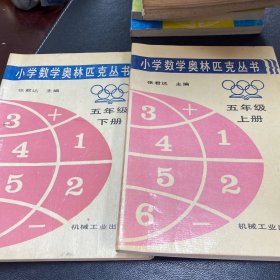 小学数学奥林匹克丛书
张君达 主编
五年级
下册
3 + 1
4 1
5 2
－
机械工业出
小学数学奥林匹克丛书
张君达 主编
五年级
上册
3 +
4 1
5 2
6 －
机械工业出